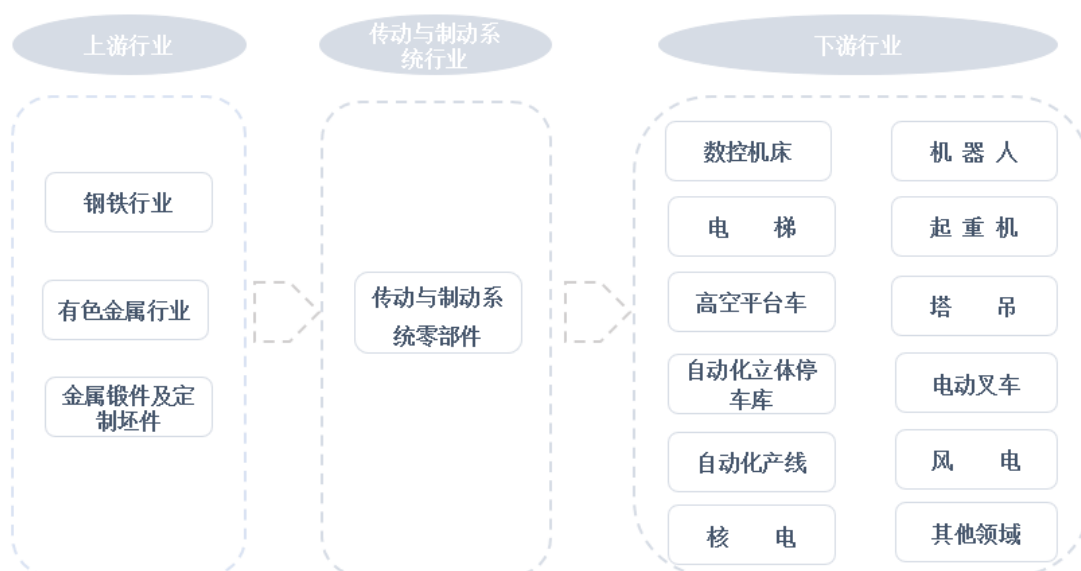 上游行业
传动与制动系
统行业
下游行业
钢铁行业
有色金属行业
金属锻件及定
制坯件
传动与制动系
统零部件
数控机床
机 器 人
电 梯
起 重 机
高空平台车
塔 吊
自动化立体停
车库
电动叉车
自动化产线
风 电
核 电
其他领域